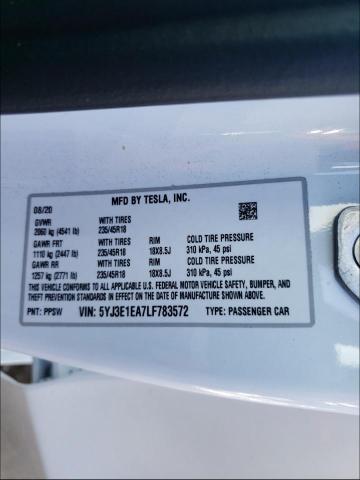 MFD BY TESLA, INC.
08/20
GVWR WITH TIRES
2060 kg (4541 lb) 235/45R18
GAWR FRT WITH TIRES RIM COLD TIRE PRESSURE
1110 kg (2447 lb) 235/45R18 18X8.5J 310 kPa, 45 psi
GAWR RR WITH TIRES RIM COLD TIRE PRESSURE
1257 kg (2771 lb) 235/45R18 18X8.5J 310 kPa, 45 psi
THIS VEHICLE CONFORMS TO ALL APPLICABLE U.S. FEDERAL MOTOR VEHICLE SAFETY, BUMPER, AND
THEFT PREVENTION STANDARDS IN EFFECT ON THE DATE OF MANUFACTURE SHOWN ABOVE.
PNT: PPSW VIN: 5YJ3E1EA7LF783572 TYPE: PASSENGER CAR